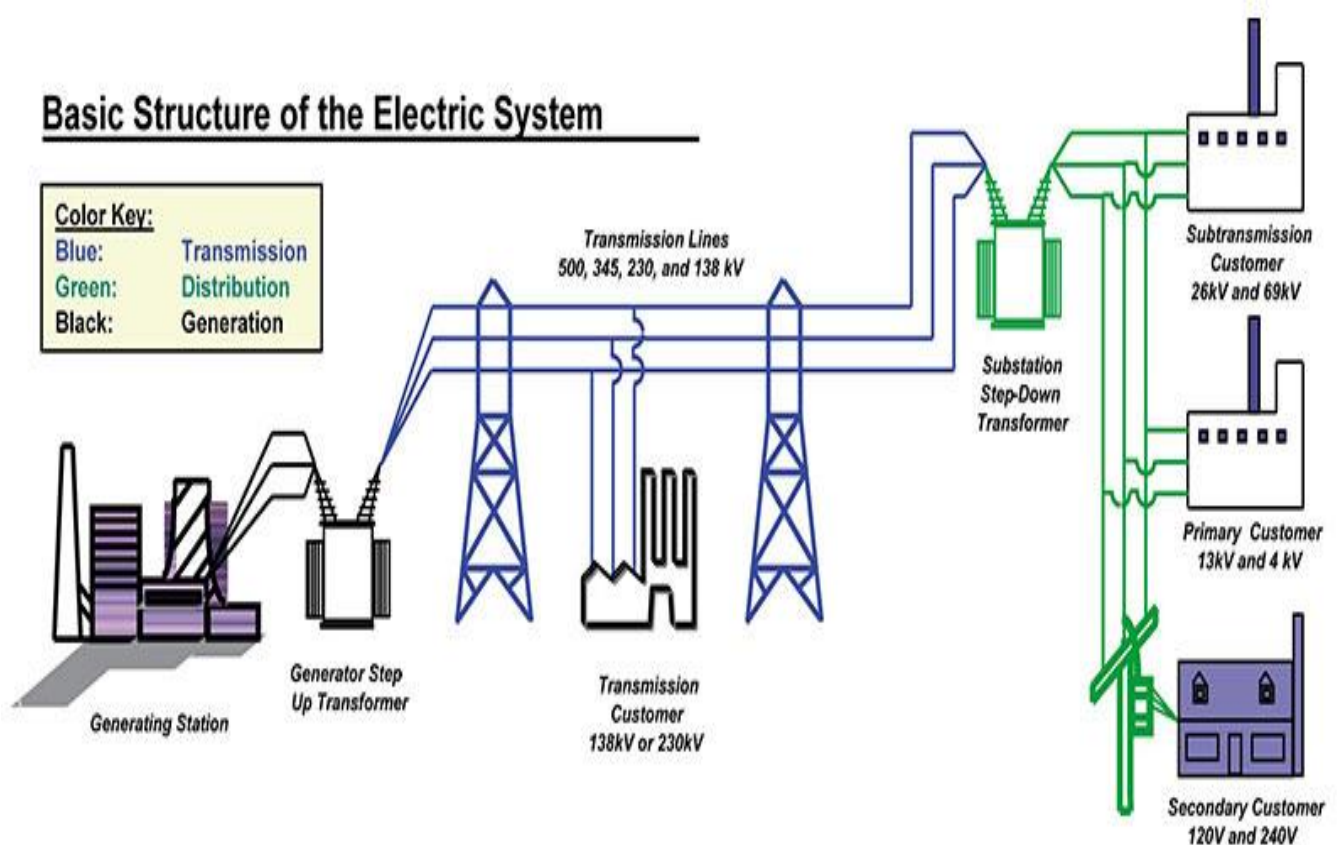 Basic Structure of the Electric System
Color Key:
Blue: Transmission
Green: Distribution
Black: Generation
Transmission Lines
500, 345, 230, and 138 kV
Subtransmission
Customer
26kV and 69kV
Substation
Step-Down
Transformer
Primary Customer
13kV and 4 kV
Generating Station
Generator Step
Up Transformer
Transmission
Customer
138kV or 230kV
Secondary Customer
120V and 240V